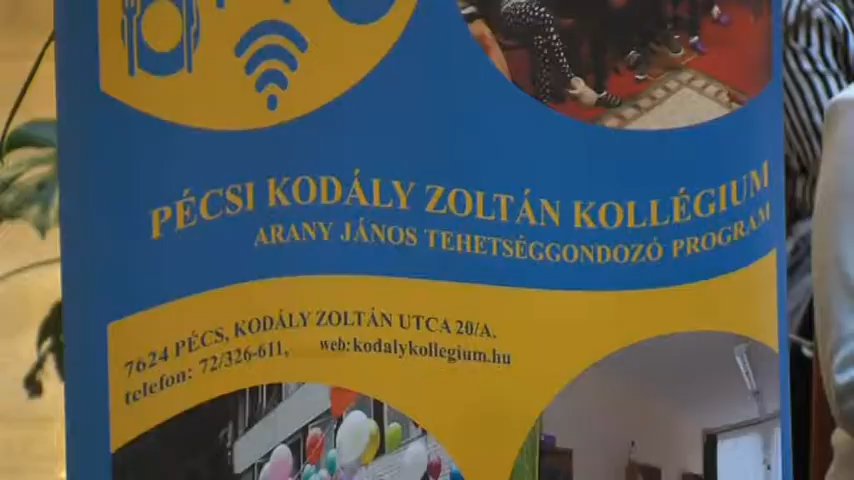 PÉCSI KODÁLY ZOLTÁN KOLLÉGIUM
ARANY JÁNOS TEHETSÉGGONDOZÓ PROGRAM
7624 PÉCS, KODÁLY ZOLTÁN UTCA 20/A.
telefon: 72/326-611, web:kodalykollegium.hu